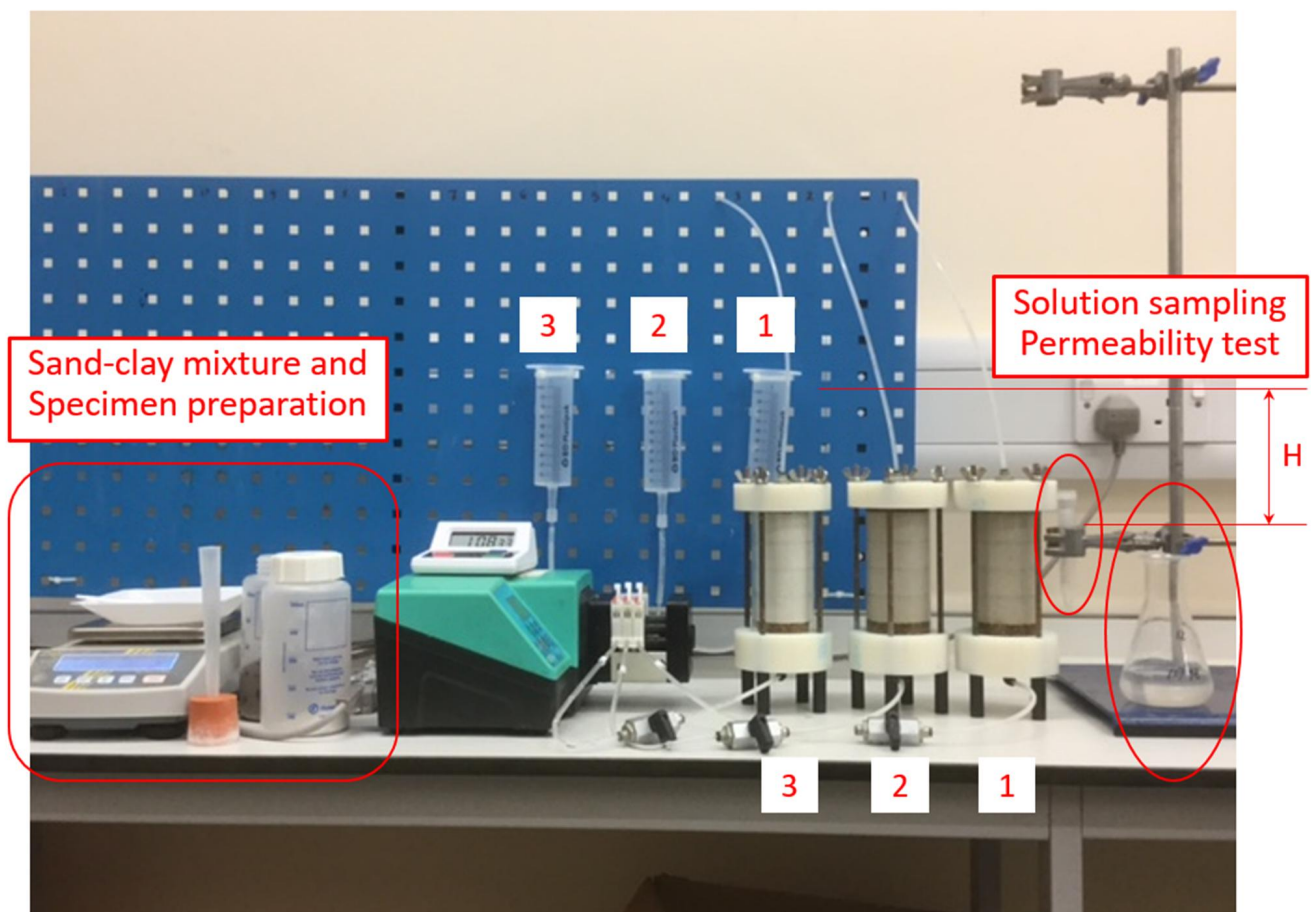 3
2
1
Solution sampling
Permeability test
Sand-clay mixture and
Specimen preparation
H
3
2
1